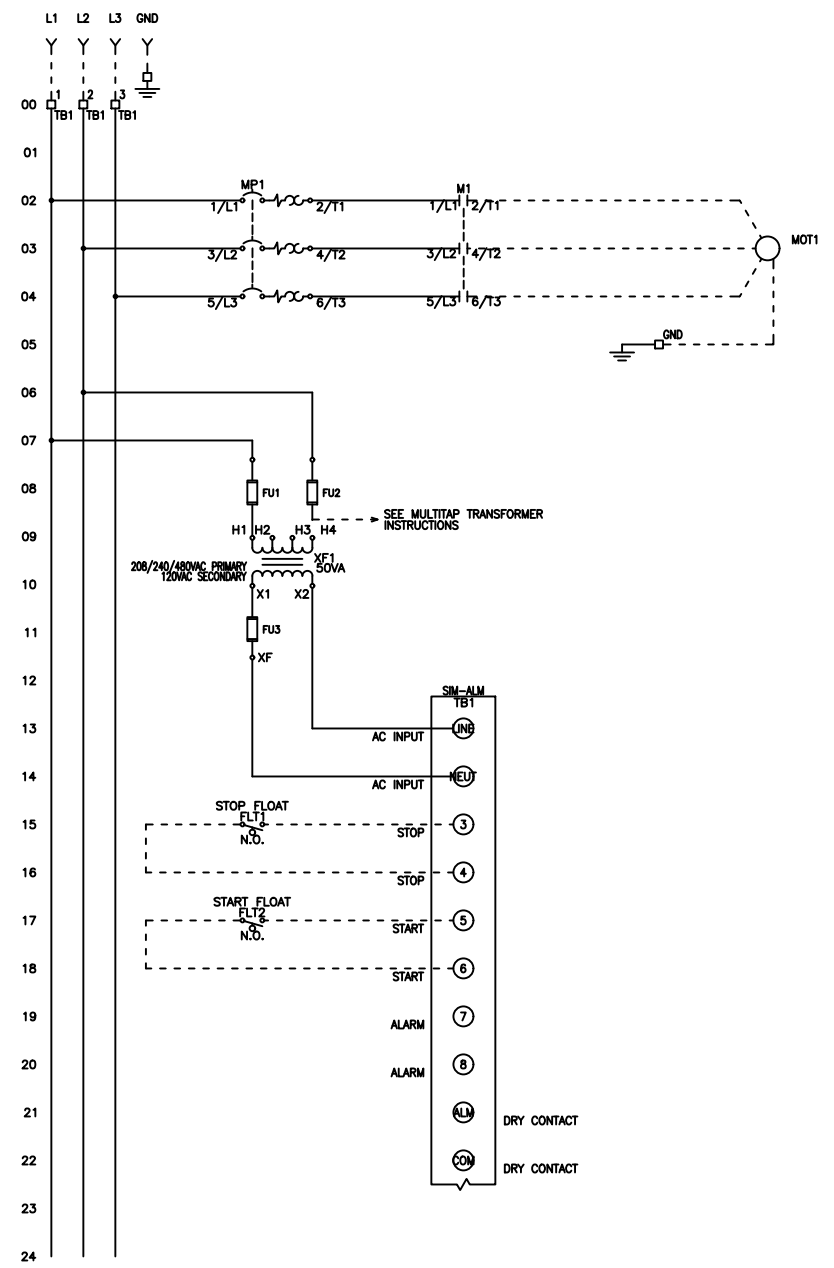 L1 L2 L3 GND
1 2 3
00 TB1 TB1 TB1
01
MP1 M1
02 1/L1 2/T1 1/L1 2/T1
03 3/L2 4/T2 3/L2 4/T2 MOT1
04 5/L3 6/T3 5/L3 6/T3
05 GND
06
07
08 FU1 FU2
SEE MULTITAP TRANSFORMER
INSTRUCTIONS
09 H1 H2 H3 H4
XF1
50VA
208/240/480VAC PRIMARY
120VAC SECONDARY
10 X1 X2
11 FU3
XF
12
SIM-ALM
TB1
13 AC INPUT LINE
14 AC INPUT NEUT
STOP FLOAT
FLT1
15 N.O. STOP 3
16 STOP 4
START FLOAT
FLT2
17 N.O. START 5
18 START 6
19 ALARM 7
20 ALARM 8
21 ALM DRY CONTACT
22 COM DRY CONTACT
23
24